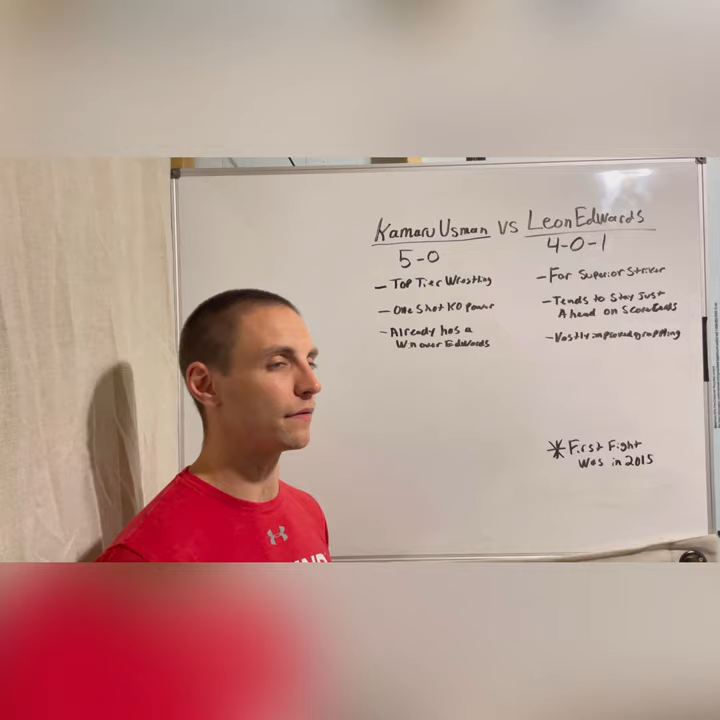 Kamaru Usman vs Leon Edwards
5-0
4-0-1
- Top Tier Wrestling
- One Shot KO Power
- Already has a
Win over Edwards
- Far Superior Striker
- Tends to Stay Just
Ahead on Scorecards
- Vastly improved grappling
* First Fight
Was in 2015